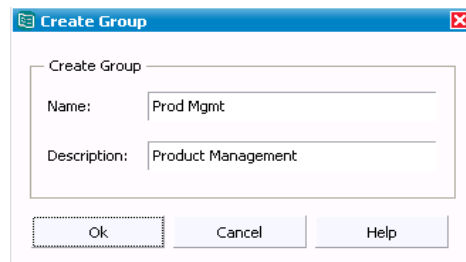 Create Group
Create Group
Name: Prod Mgmt
Description: Product Management
Ok Cancel Help